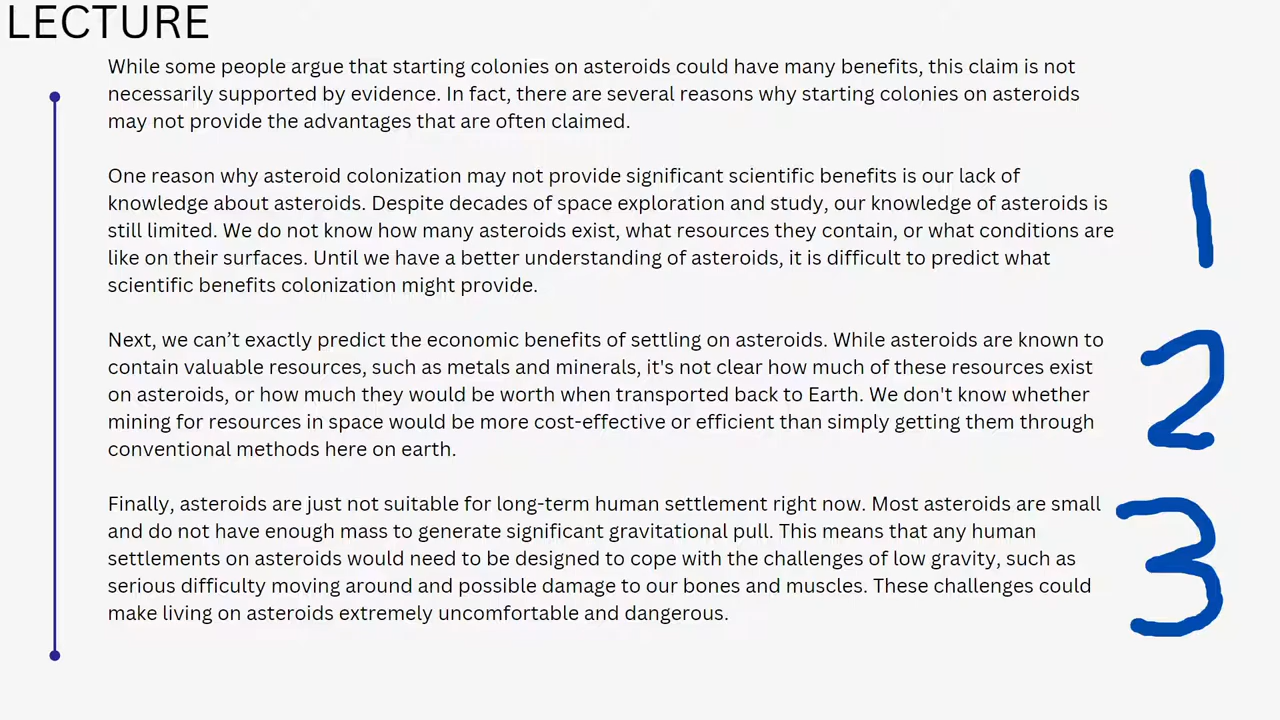 LECTURE
While some people argue that starting colonies on asteroids could have many benefits, this claim is not
necessarily supported by evidence. In fact, there are several reasons why starting colonies on asteroids
may not provide the advantages that are often claimed.
One reason why asteroid colonization may not provide significant scientific benefits is our lack of
knowledge about asteroids. Despite decades of space exploration and study, our knowledge of asteroids is
still limited. We do not know how many asteroids exist, what resources they contain, or what conditions are
like on their surfaces. Until we have a better understanding of asteroids, it is difficult to predict what
scientific benefits colonization might provide.
1
Next, we can’t exactly predict the economic benefits of settling on asteroids. While asteroids are known to
contain valuable resources, such as metals and minerals, it's not clear how much of these resources exist
on asteroids, or how much they would be worth when transported back to Earth. We don't know whether
mining for resources in space would be more cost-effective or efficient than simply getting them through
conventional methods here on earth.
2
Finally, asteroids are just not suitable for long-term human settlement right now. Most asteroids are small
and do not have enough mass to generate significant gravitational pull. This means that any human
settlements on asteroids would need to be designed to cope with the challenges of low gravity, such as
serious difficulty moving around and possible damage to our bones and muscles. These challenges could
make living on asteroids extremely uncomfortable and dangerous.
3